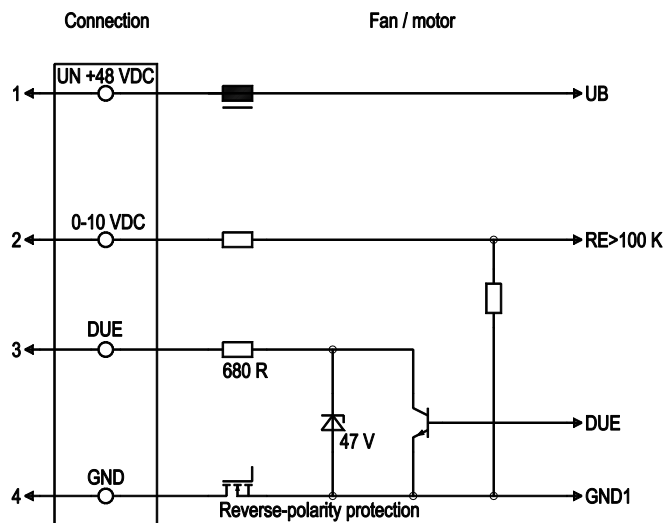 Connection Fan / motor
UN +48 VDC
1 UB
0-10 VDC
2 RE>100 K
DUE
3
680 R
47 V
DUE
GND
4 GND1
Reverse-polarity protection